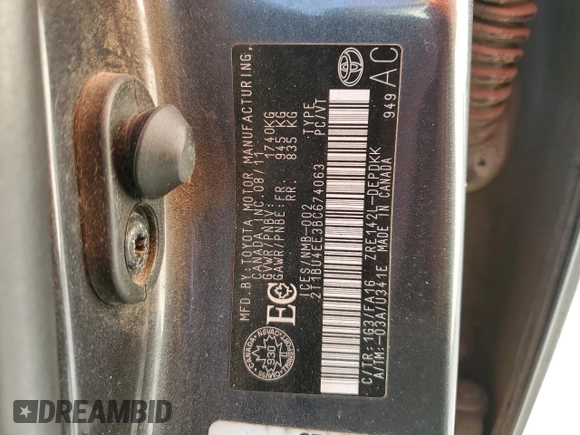 MFD.BY:TOYOTA MOTOR MANUFACTURING,
CANADA, INC. 08/11
GVWR/PNBV: 1740KG
GAWR/PNBE:FR. 945 KG
RR. 835 KG
ICES/NMB-002 TYPE
2T1BU4EE3BC674063 PC/VT
949 AC
C/TR:1G3/FA16 ZRE142L-DEPDKK
A/TM:-03A/U341E MADE IN CANADA
CANADA
930
DREAMBID